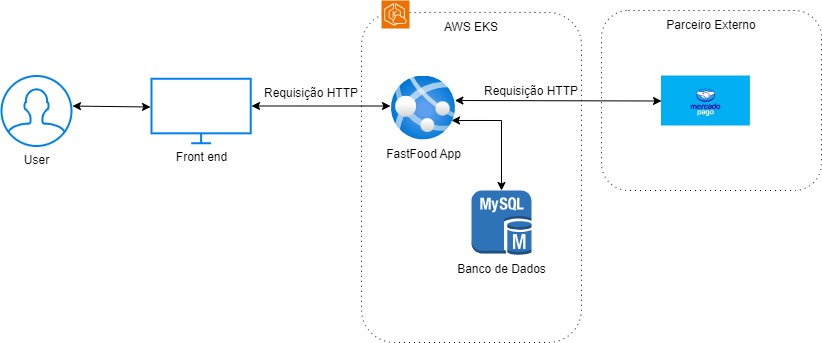 AWS EKS
Parceiro Externo
Requisição HTTP
Requisição HTTP
mercado
pago
User
Front end
FastFood App
MySQL
M
Banco de Dados